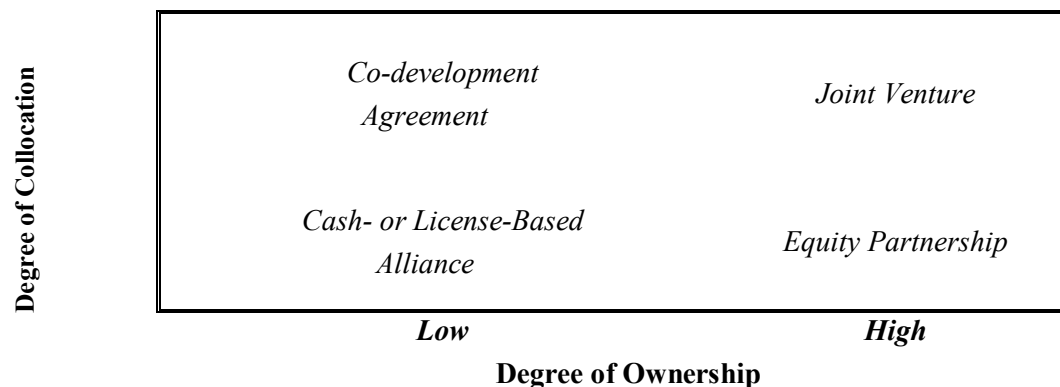 Degree of Collocation
Co-development
Agreement
Joint Venture
Cash- or License-Based
Alliance
Equity Partnership
Low
High
Degree of Ownership